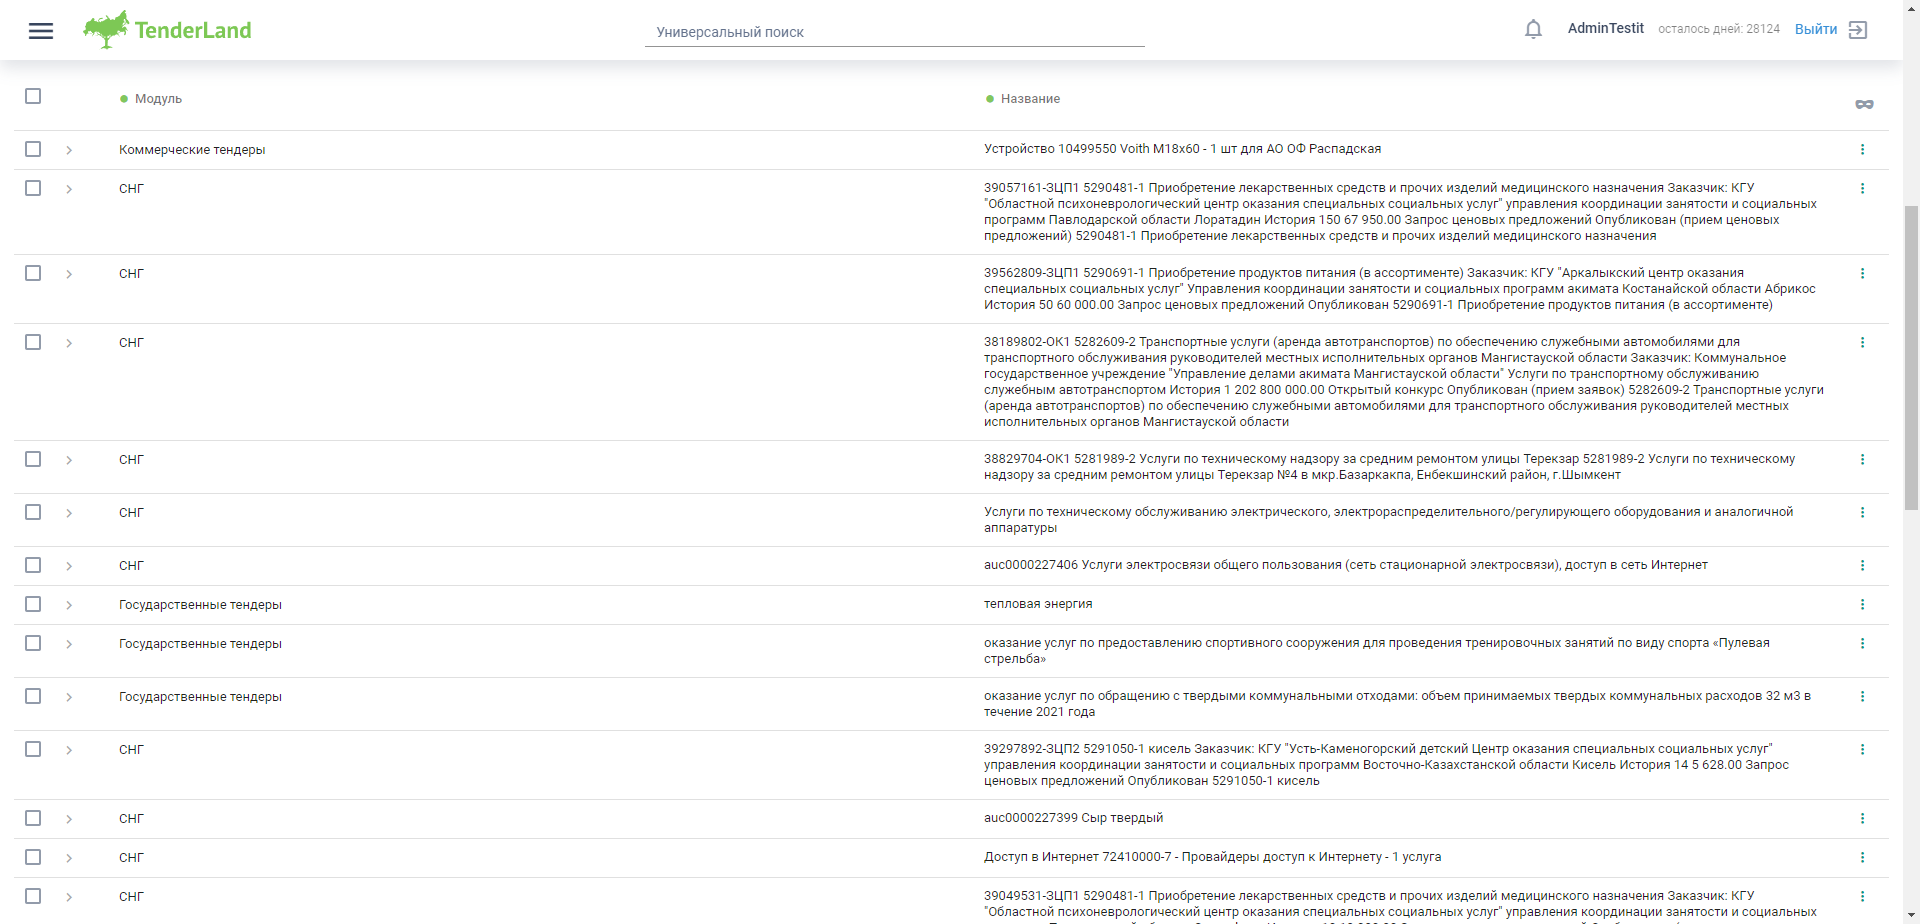 TenderLand
Универсальный поиск
AdminTestit
осталось дней: 28124
Выйти
Модуль
Название
Коммерческие тендеры
Устройство 10499550 Voith M18x60 - 1 шт для АО ОФ Распадская
СНГ
39057161-ЗЦП1 5290481-1 Приобретение лекарственных средств и прочих изделий медицинского назначения Заказчик: КГУ
"Областной психоневрологический центр оказания специальных социальных услуг" управления координации занятости и социальных
программ Павлодарской области Лоратадин История 150 67 950.00 Запрос ценовых предложений Опубликован (прием ценовых
предложений) 5290481-1 Приобретение лекарственных средств и прочих изделий медицинского назначения
СНГ
39562809-ЗЦП1 5290691-1 Приобретение продуктов питания (в ассортименте) Заказчик: КГУ "Аркалыкский центр оказания
специальных социальных услуг" Управления координации занятости и социальных программ акимата Костанайской области Абрикос
История 50 60 000.00 Запрос ценовых предложений Опубликован 5290691-1 Приобретение продуктов питания (в ассортименте)
СНГ
38189802-ОК1 5282609-2 Транспортные услуги (аренда автотранспортов) по обеспечению служебными автомобилями для
транспортного обслуживания руководителей местных исполнительных органов Мангистауской области Заказчик: Коммунальное
государственное учреждение "Управление делами акимата Мангистауской области" Услуги по транспортному обслуживанию
служебным автотранспортом История 1 202 800 000.00 Открытый конкурс Опубликован (прием заявок) 5282609-2 Транспортные услуги
(аренда автотранспортов) по обеспечению служебными автомобилями для транспортного обслуживания руководителей местных
исполнительных органов Мангистауской области
СНГ
38829704-ОК1 5281989-2 Услуги по техническому надзору за средним ремонтом улицы Терекзар 5281989-2 Услуги по техническому
надзору за средним ремонтом улицы Терекзар №4 в мкр.Базаркакпа, Енбекшинский район, г.Шымкент
СНГ
Услуги по техническому обслуживанию электрического, электрораспределительного/регулирующего оборудования и аналогичной
аппаратуры
СНГ
auc0000227406 Услуги электросвязи общего пользования (сеть стационарной электросвязи), доступ в сеть Интернет
Государственные тендеры
тепловая энергия
Государственные тендеры
оказание услуг по предоставлению спортивного сооружения для проведения тренировочных занятий по виду спорта «Пулевая
стрельба»
Государственные тендеры
оказание услуг по обращению с твердыми коммунальными отходами: объем принимаемых твердых коммунальных расходов 32 м3 в
течение 2021 года
СНГ
39297892-ЗЦП2 5291050-1 кисель Заказчик: КГУ "Усть-Каменогорский детский Центр оказания специальных социальных услуг"
управления координации занятости и социальных программ Восточно-Казахстанской области Кисель История 14 5 628.00 Запрос
ценовых предложений Опубликован 5291050-1 кисель
СНГ
auc0000227399 Сыр твердый
СНГ
Доступ в Интернет 72410000-7 - Провайдеры доступ к Интернету - 1 услуга
СНГ
39049531-ЗЦП1 5290481-1 Приобретение лекарственных средств и прочих изделий медицинского назначения Заказчик: КГУ
"Областной психоневрологический центр оказания специальных социальных услуг" управления координации занятости и социальных